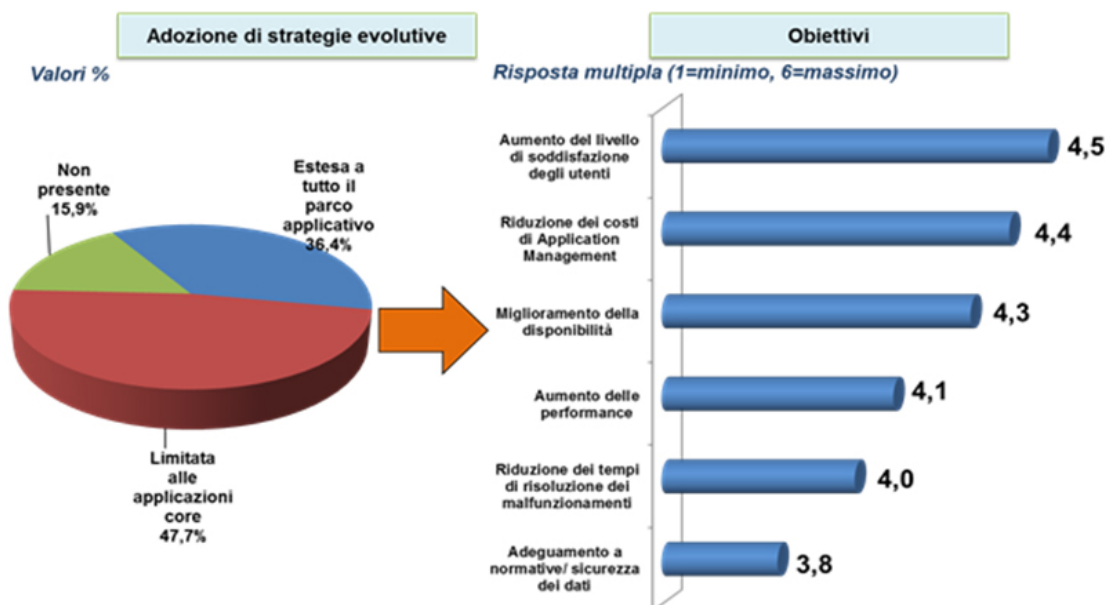 Adozione di strategie evolutive
Valori %
Non
presente
15,9%
Estesa a
tutto il
parco
applicativo
36,4%
Limitata
alle
applicazioni
core
47,7%
Obiettivi
Risposta multipla (1=minimo, 6=massimo)
Aumento del livello
di soddisfazione
degli utenti
4,5
Riduzione dei costi
di Application
Management
4,4
Miglioramento della
disponibilità
4,3
Aumento delle
performance
4,1
Riduzione dei tempi
di risoluzione dei
malfunzionamenti
4,0
Adeguamento a
normative/ sicurezza
dei dati
3,8